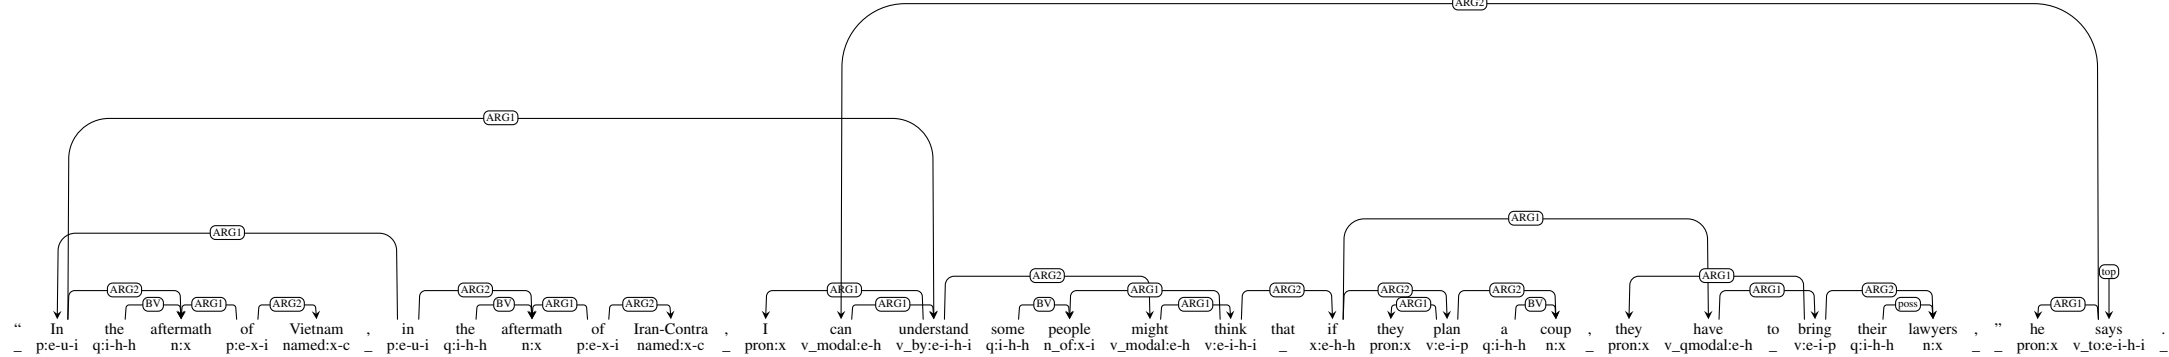 ARG2
ARG1
ARG1 ARG1
ARG2 ARG1 top
ARG2 ARG2 ARG1 ARG1 ARG2 ARG2 ARG2 ARG1 ARG2
BV ARG1 ARG2 BV ARG1 ARG2 ARG1 BV ARG1 ARG1 BV poss ARG1
“ In the aftermath of Vietnam , in the aftermath of Iran-Contra , I can understand some people might think that if they plan a coup , they have to bring their lawyers , ” he says .
_ p:e-u-i q:i-h-h n:x p:e-x-i named:x-c _ p:e-u-i q:i-h-h n:x p:e-x-i named:x-c _ pron:x v_modal:e-h v_by:e-i-h-i q:i-h-h n_of:x-i v_modal:e-h v:e-i-h-i _ x:e-h-h pron:x v:e-i-p q:i-h-h n:x _ pron:x v_qmodal:e-h _ v:e-i-p q:i-h-h n:x _ _ pron:x v_to:e-i-h-i _